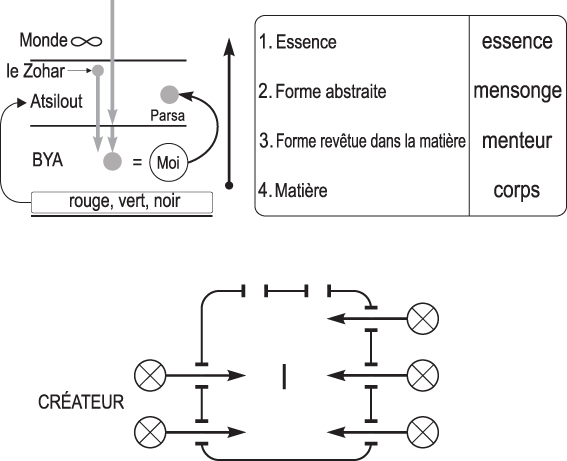 Monde ∞
le Zohar
Atsilout
Parsa
BYA
= Moi
rouge, vert, noir
1. Essence essence
2. Forme abstraite mensonge
3. Forme revêtue dans la matière menteur
4. Matière corps
I
CRÉATEUR